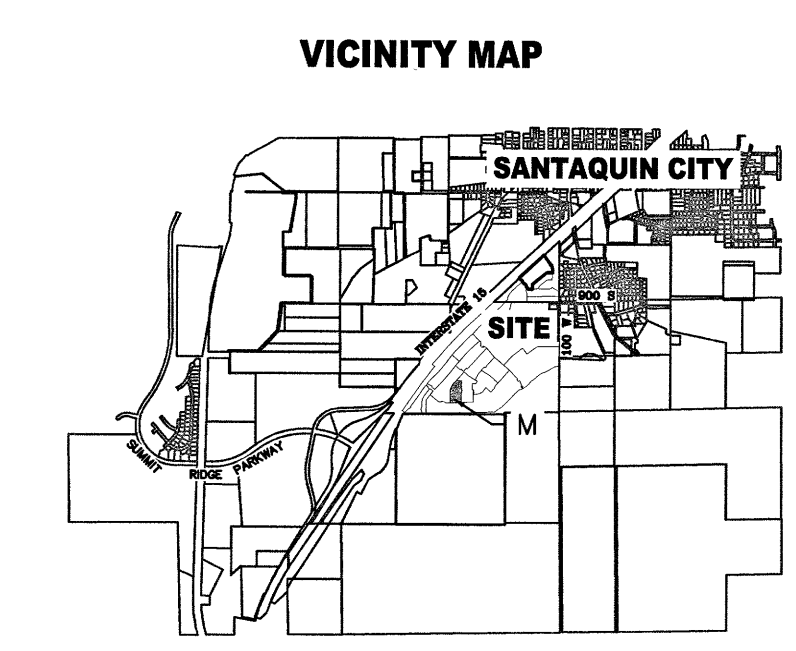 VICINITY MAP
SANTAQUIN CITY
900 S
INTERSTATE 15
SITE
100 W.
M
SUMMIT RIDGE PARKWAY